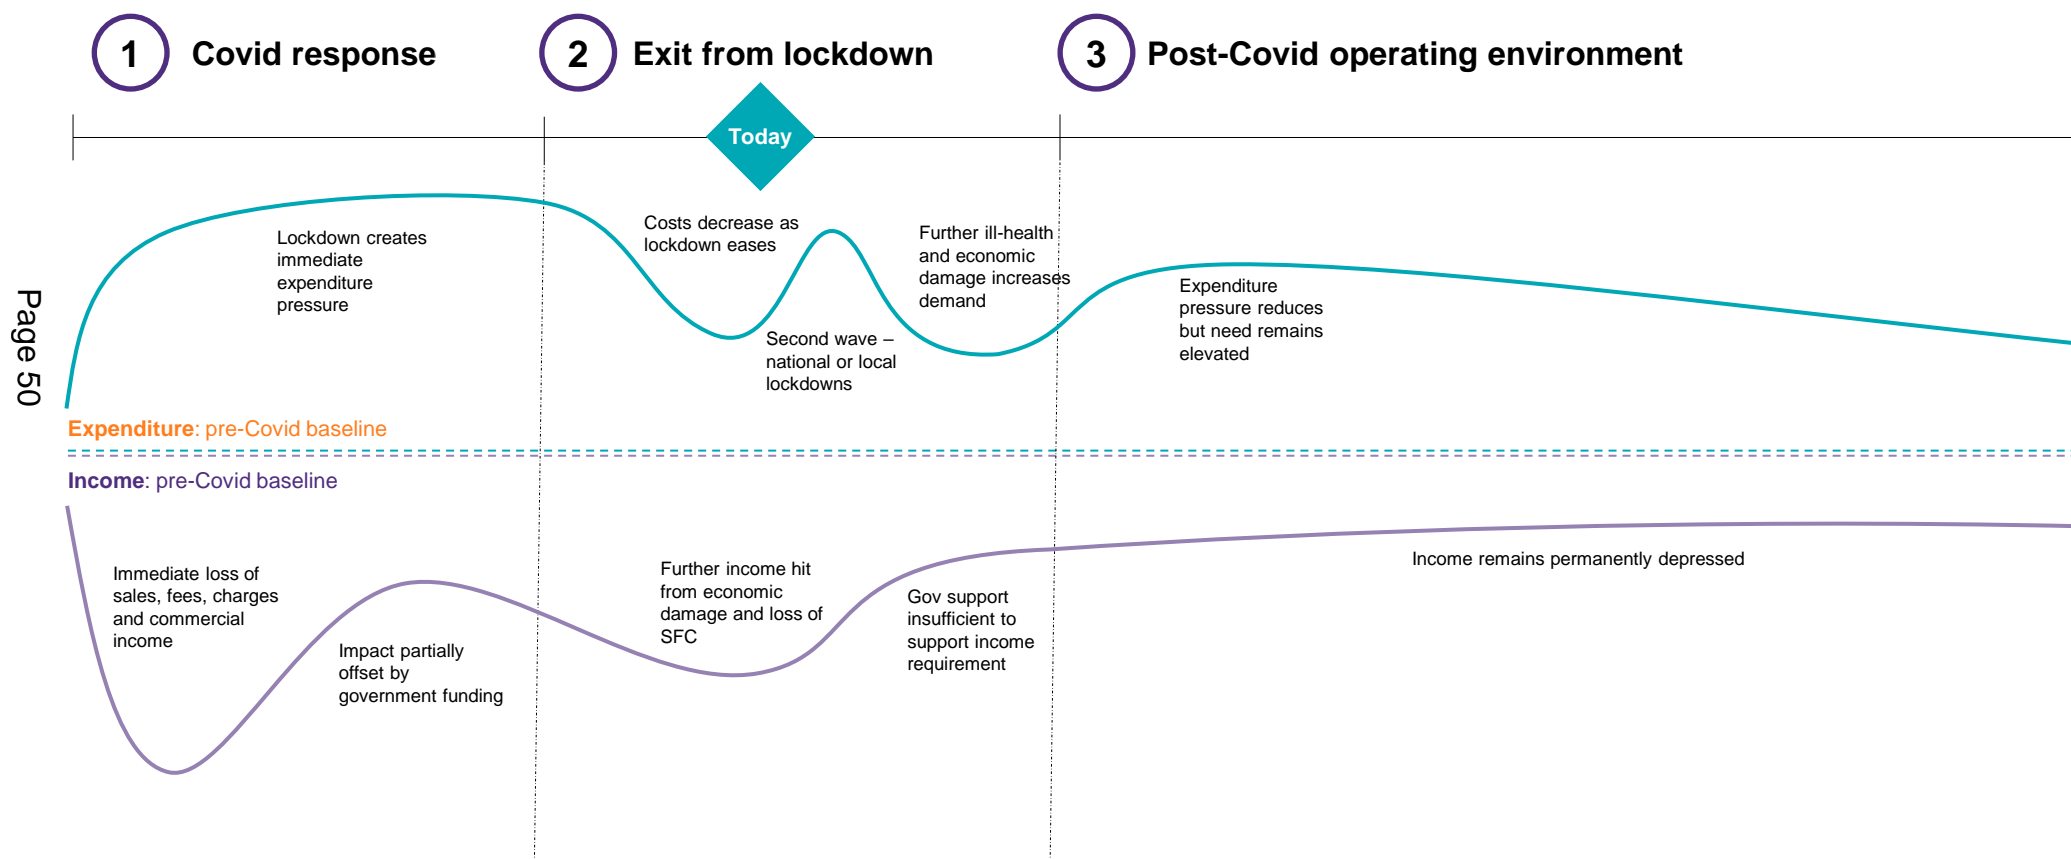 1 Covid response
2 Exit from lockdown
3 Post-Covid operating environment
Today
Lockdown creates
immediate
expenditure
pressure
Costs decrease as
lockdown eases
Second wave –
national or local
lockdowns
Further ill-health
and economic
damage increases
demand
Expenditure
pressure reduces
but need remains
elevated
Page 50
Expenditure: pre-Covid baseline
Income: pre-Covid baseline
Immediate loss of
sales, fees, charges
and commercial
income
Impact partially
offset by
government funding
Further income hit
from economic
damage and loss of
SFC
Gov support
insufficient to
support income
requirement
Income remains permanently depressed